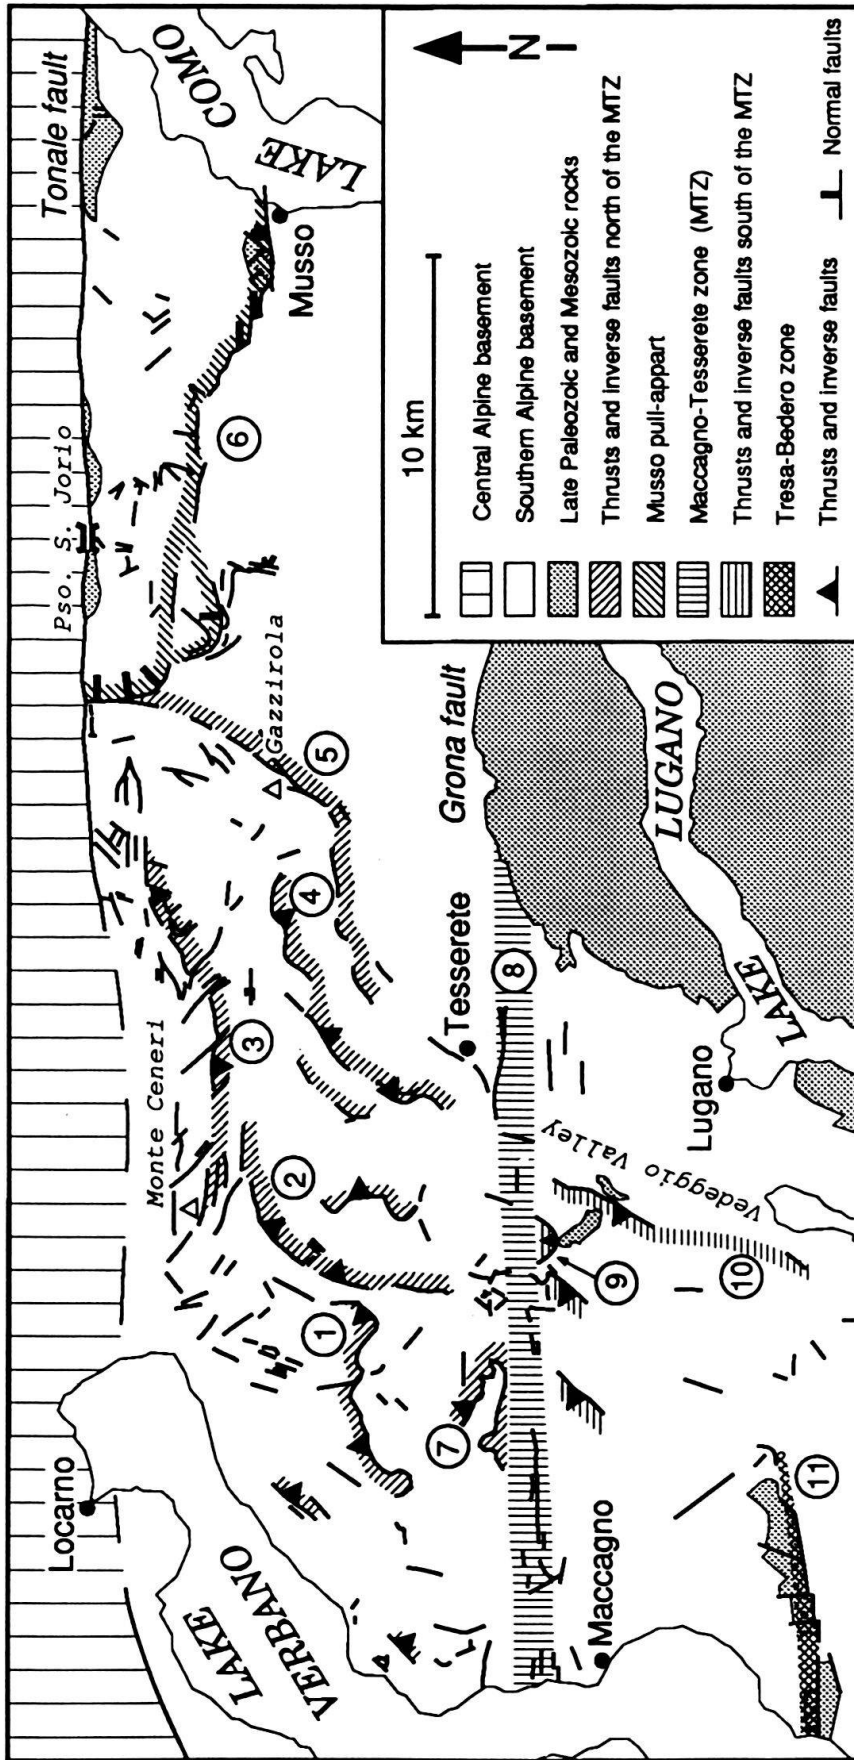 Tonale fault
Pso. S. Jorio
LAKE
COMO
Musso
6
Gazzirola
5
4
3
Monte Ceneri
2
1
Locarno
LAKE
VERBANO
Maccagno
7
Tesserete
8
Grona fault
LAKE
LUGANO
Lugano
Vedeggio Valley
9
10
11
10 km
N
Central Alpine basement
Southern Alpine basement
Late Paleozoic and Mesozoic rocks
Thrusts and inverse faults north of the MTZ
Musso pull-appart
Maccagno-Tesserete zone (MTZ)
Thrusts and inverse faults south of the MTZ
Tresa-Bedero zone
Thrusts and inverse faults
Normal faults